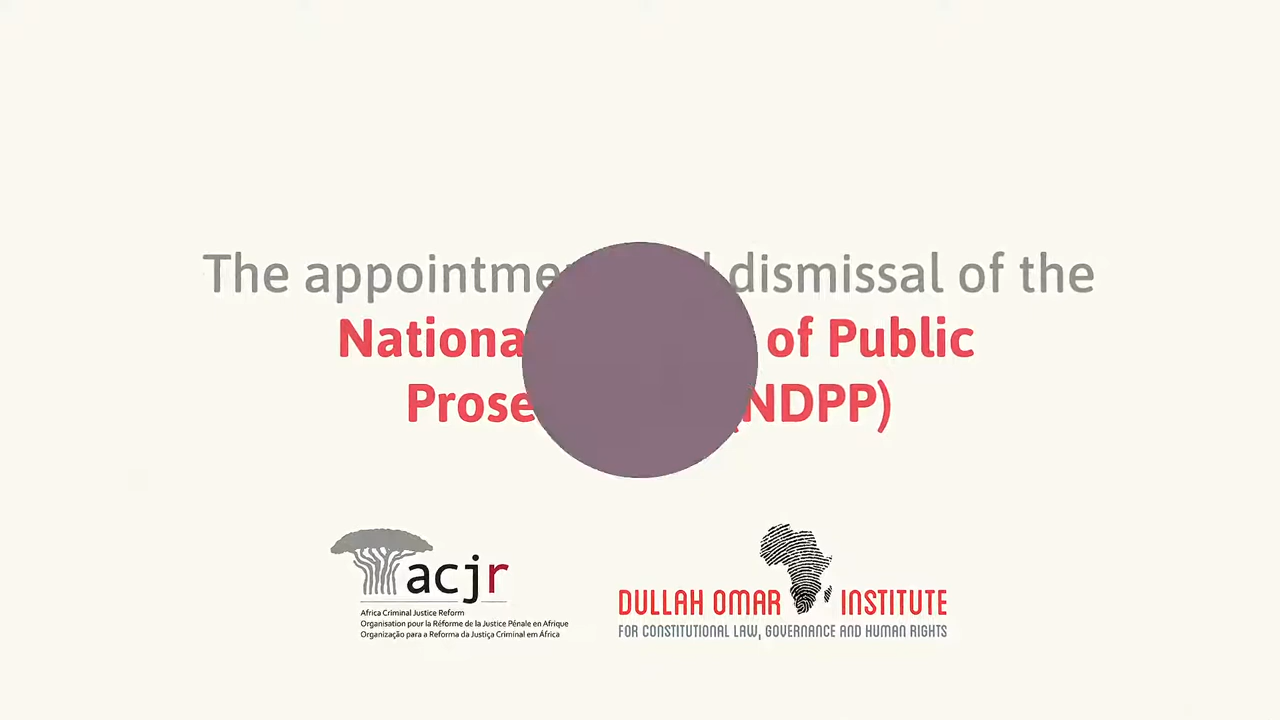 The appointme dismissal of the
Nationa of Public
Prose NDPP)
acjr
Africa Criminal Justice Reform
Organisation pour la Réforme de la Justice Pénale en Afrique
Organização para a Reforma da Justiça Criminal em África
DULLAH OMAR INSTITUTE
FOR CONSTITUTIONAL LAW, GOVERNANCE AND HUMAN RIGHTS